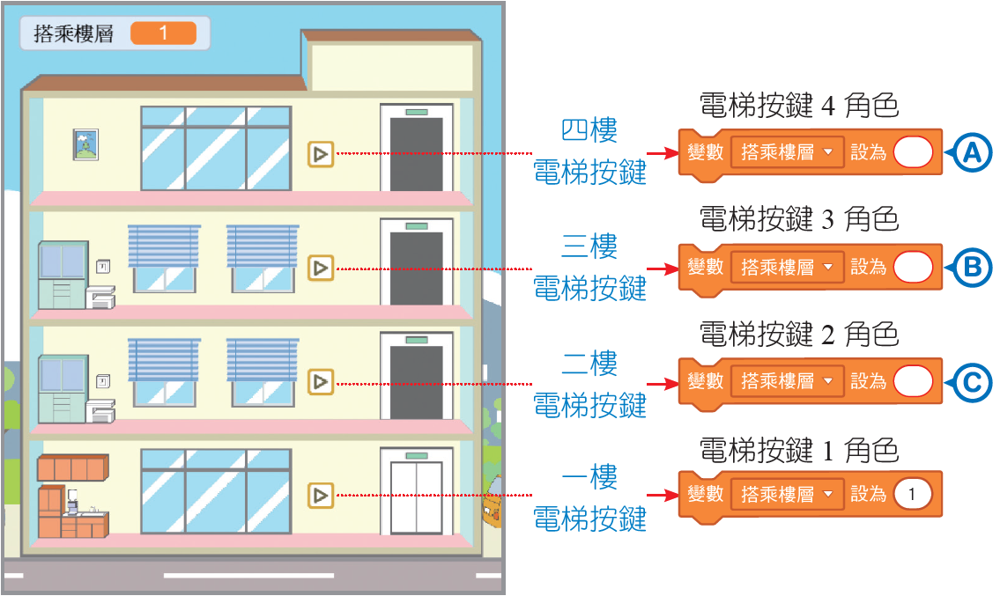 搭乘樓層 1
電梯按鍵 4 角色
四樓
電梯按鍵
變數 搭乘樓層 設為
A
電梯按鍵 3 角色
三樓
電梯按鍵
變數 搭乘樓層 設為
B
電梯按鍵 2 角色
二樓
電梯按鍵
變數 搭乘樓層 設為
C
電梯按鍵 1 角色
一樓
電梯按鍵
變數 搭乘樓層 設為 1